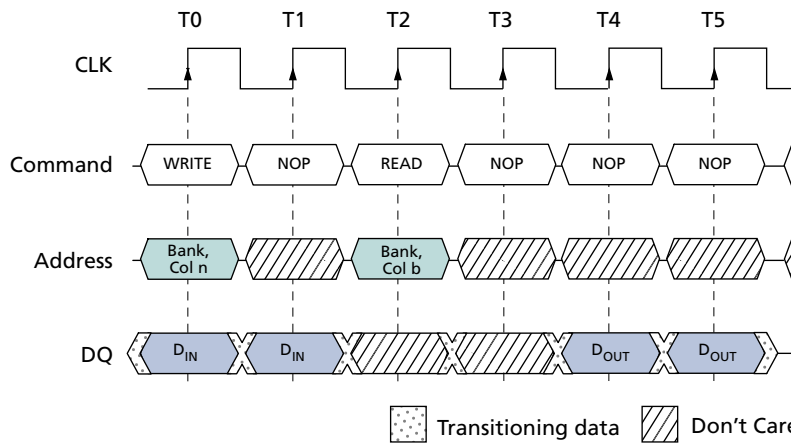 T0 T1 T2 T3 T4 T5
CLK
Command WRITE NOP READ NOP NOP NOP
Address Bank, Col n Bank, Col b
DQ DIN DIN DOUT DOUT
Transitioning data Don't Care